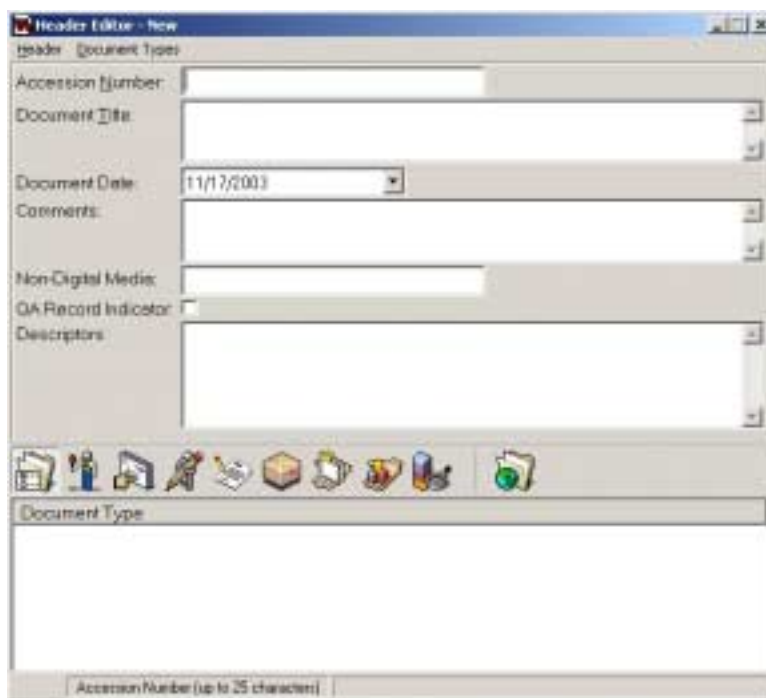 Header Editor - New
Header Document Types
Accession Number:
Document Title:
Document Date: 11/17/2003
Comments:
Non-Digital Media:
QA Record Indicator:
Descriptors
Document Type
Accession Number (up to 25 characters)